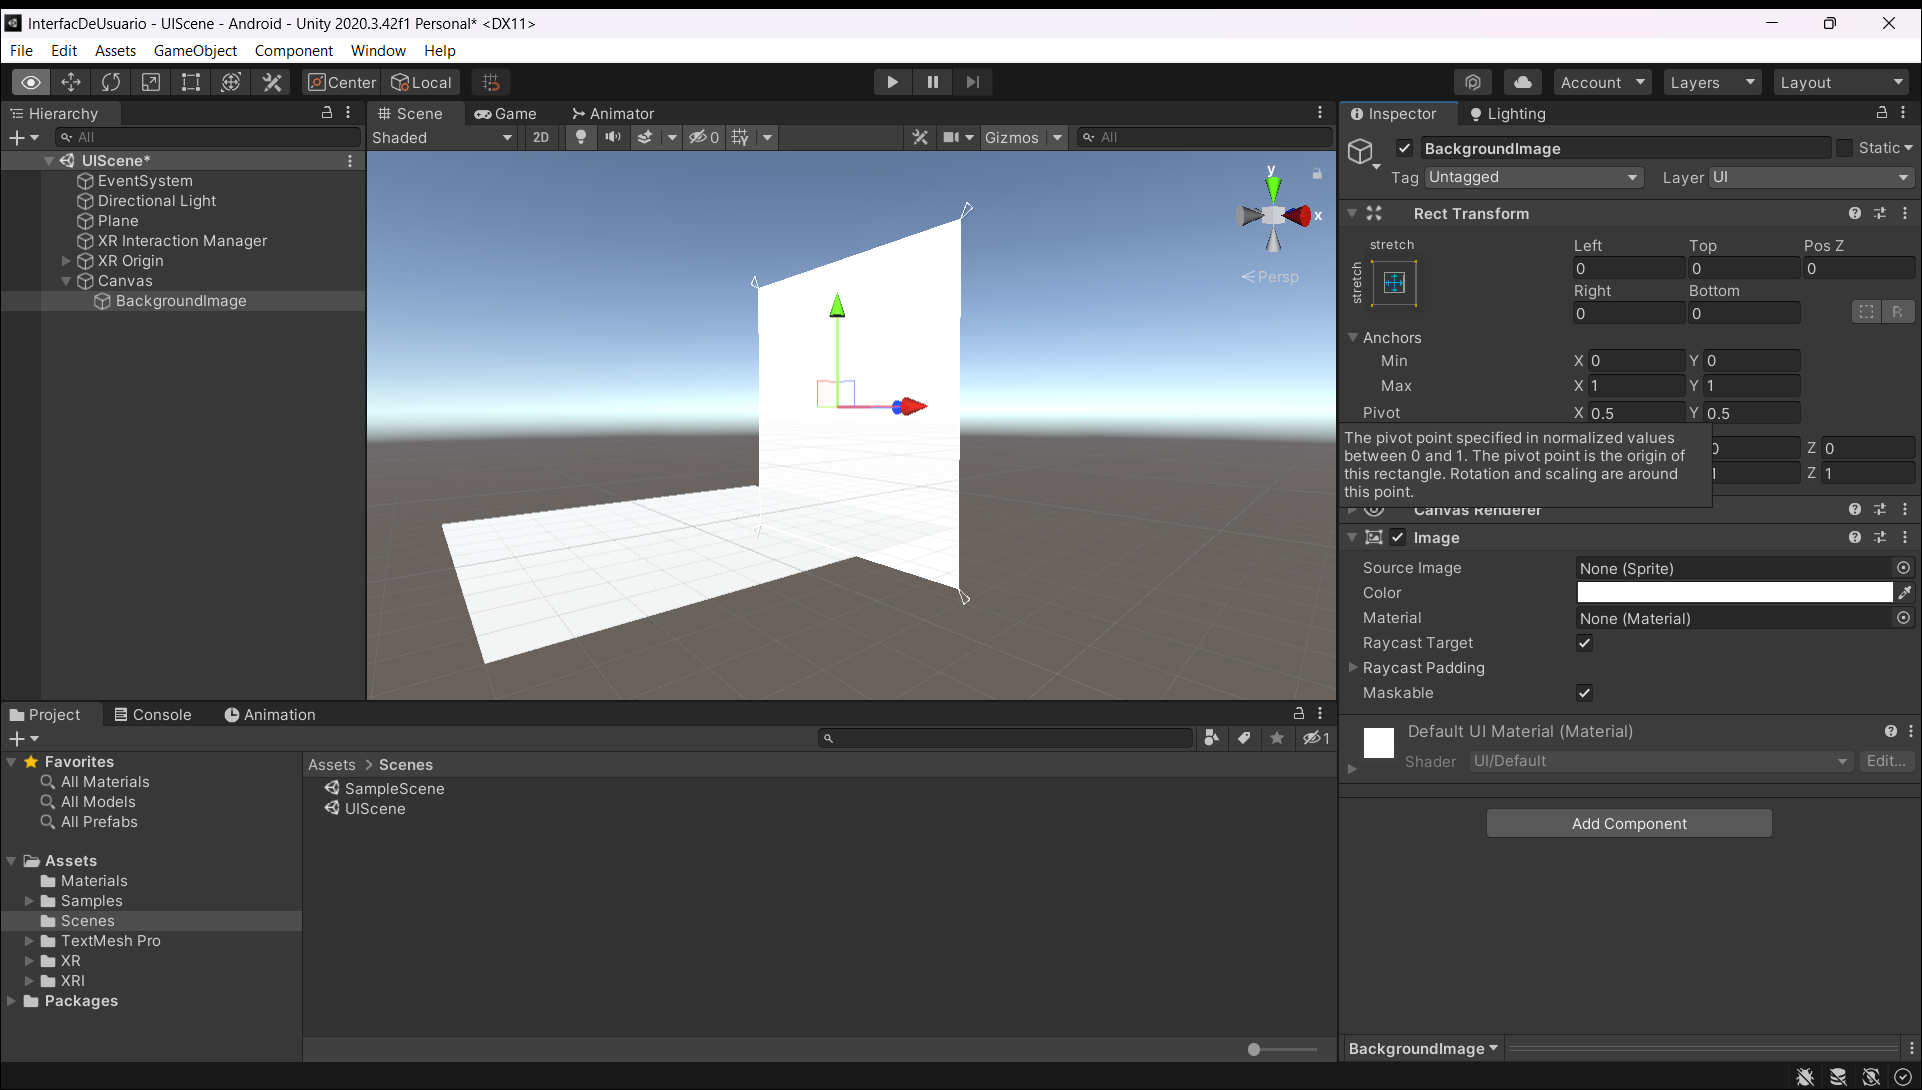 InterfacDeUsuario - UIScene - Android - Unity 2020.3.42f1 Personal* <DX11>
File Edit Assets GameObject Component Window Help
Center Local Account Layers Layout
Hierarchy
All
UIScene*
EventSystem
Directional Light
Plane
XR Interaction Manager
XR Origin
Canvas
BackgroundImage
Scene Game Animator
Shaded 2D 0 Gizmos All
y
x
Persp
Inspector Lighting
BackgroundImage Static
Tag Untagged Layer UI
Rect Transform
stretch
stretch
Left Top Pos Z
0 0 0
Right Bottom
0 0
R
Anchors
Min X 0 Y 0
Max X 1 Y 1
Pivot X 0.5 Y 0.5
The pivot point specified in normalized values
between 0 and 1. The pivot point is the origin of
this rectangle. Rotation and scaling are around
this point.
0 Z 0
1 Z 1
Canvas Renderer
Image
Source Image None (Sprite)
Color
Material None (Material)
Raycast Target
Raycast Padding
Maskable
Default UI Material (Material)
Shader UI/Default Edit...
Add Component
BackgroundImage
Project Console Animation
1
Favorites
All Materials
All Models
All Prefabs
Assets
Materials
Samples
Scenes
TextMesh Pro
XR
XRI
Packages
Assets > Scenes
SampleScene
UIScene